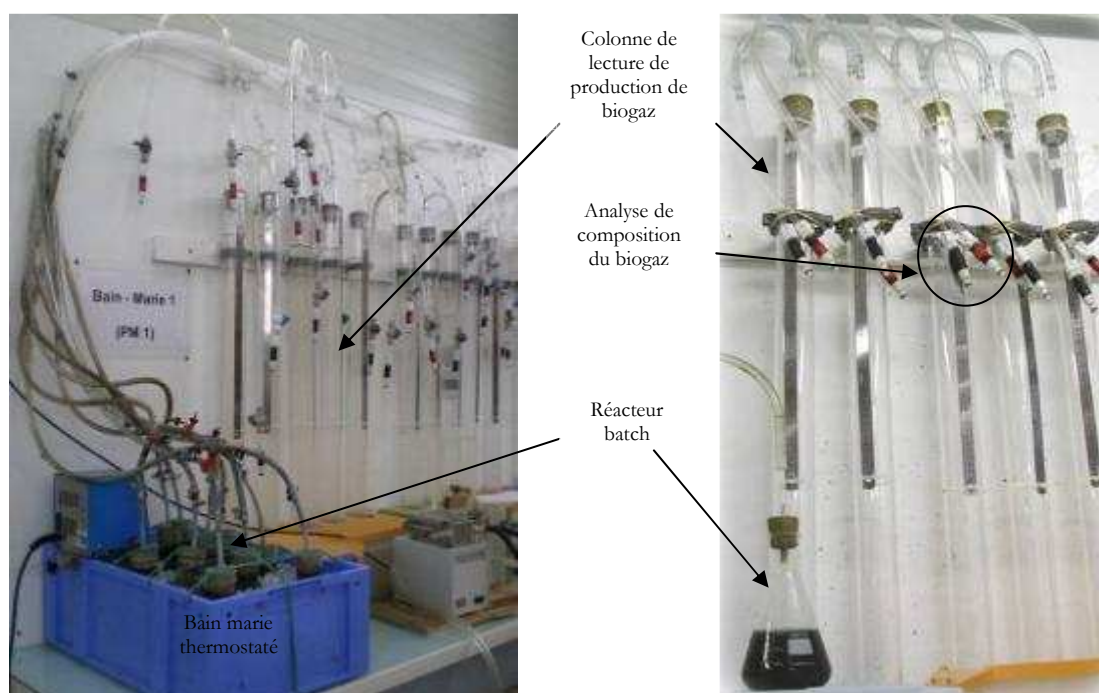 Colonne de
lecture de
production de
biogaz
Analyse de
composition
du biogaz
Bain - Marie 1
(PM 1)
Réacteur
batch
Bain marie
thermostaté